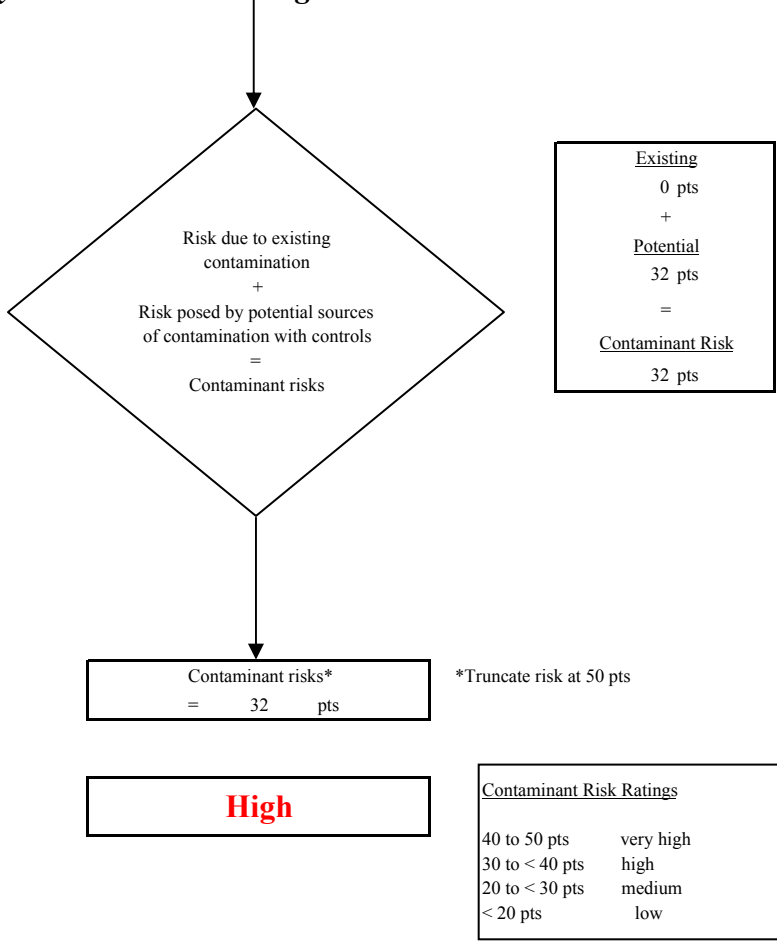 Risk due to existing
contamination
+
Risk posed by potential sources
of contamination with controls
=
Contaminant risks
Existing
0 pts
+
Potential
32 pts
=
Contaminant Risk
32 pts
Contaminant risks*
= 32 pts
*Truncate risk at 50 pts
High
Contaminant Risk Ratings
40 to 50 pts very high
30 to < 40 pts high
20 to < 30 pts medium
< 20 pts low